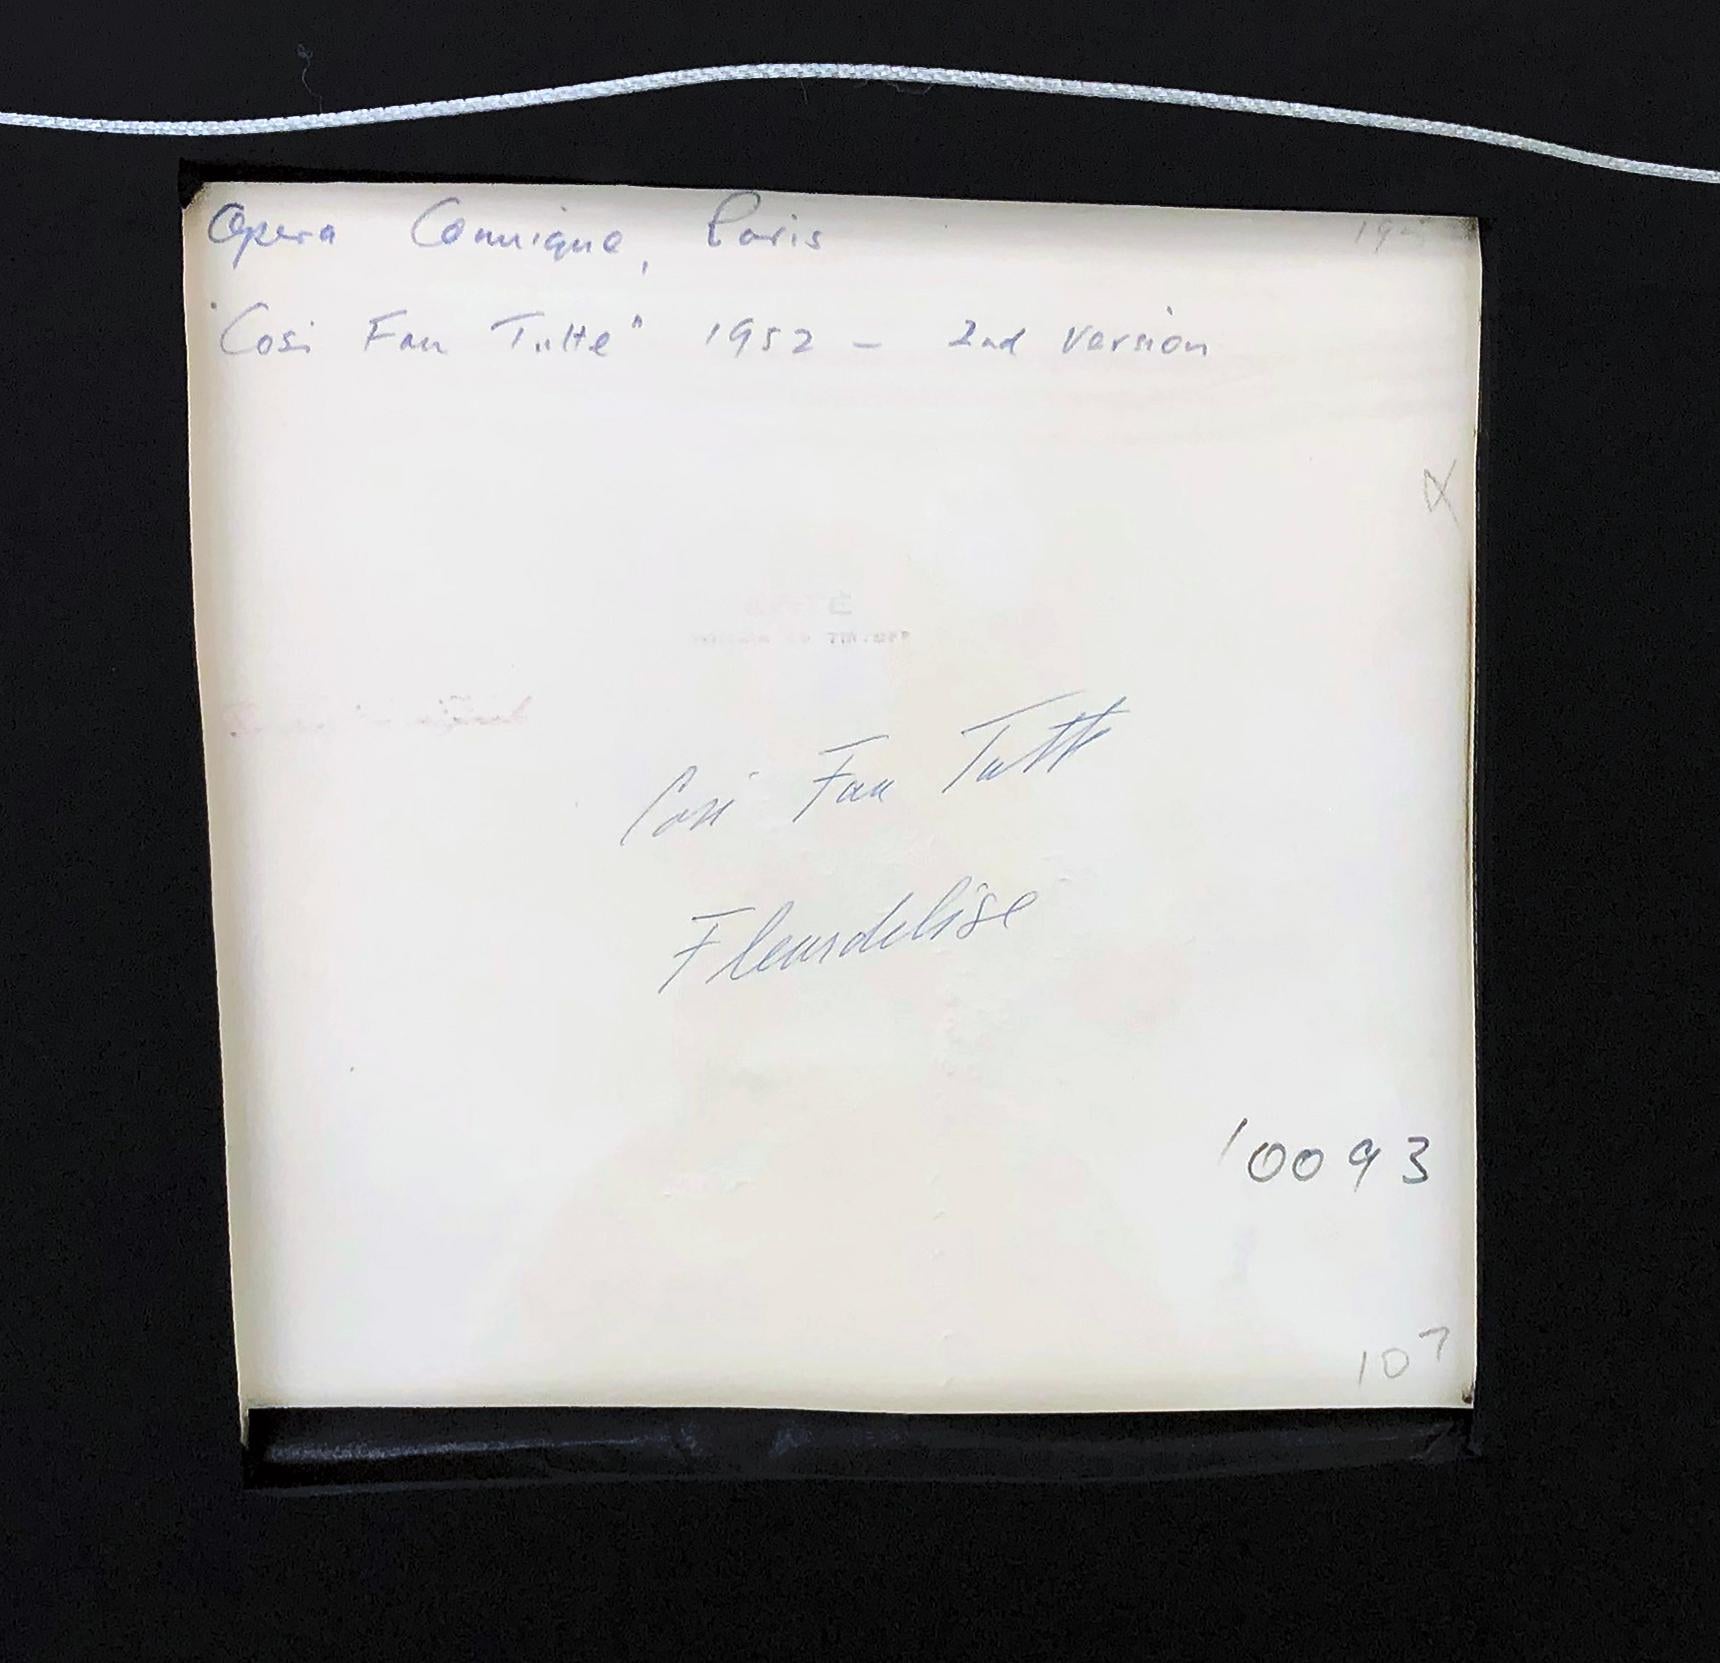 Opera Comique, Paris
"Cosi Fan Tutte" 1952 – 2nd version
Cosi Fan Tutte
Fleurdelise
10093
107